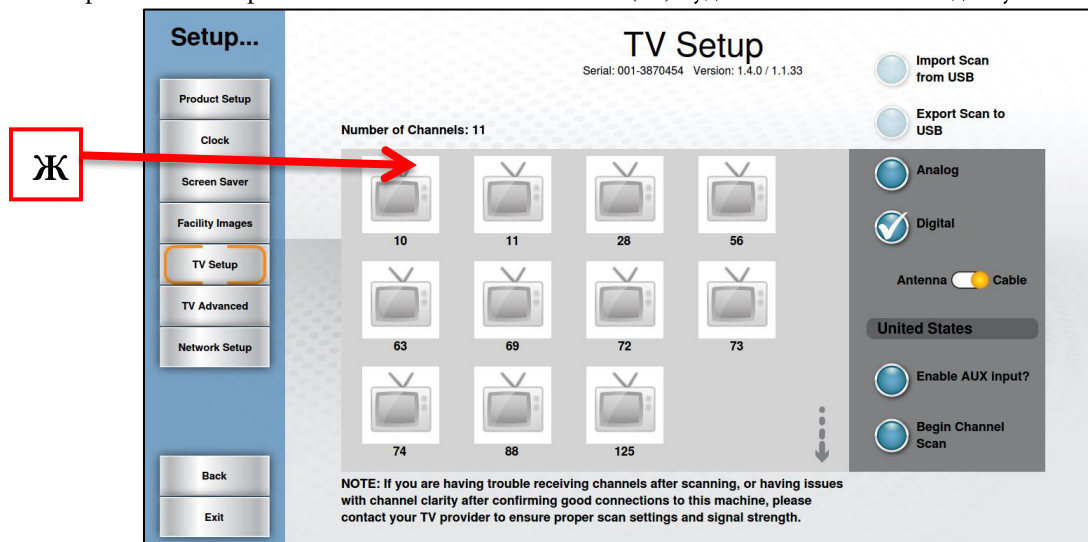 Setup...
Product Setup
Clock
Screen Saver
Facility Images
TV Setup
TV Advanced
Network Setup
Back
Exit
Ж
TV Setup
Serial: 001-3870454 Version: 1.4.0 / 1.1.33
Number of Channels: 11
10 11 28 56
63 69 72 73
74 88 125
NOTE: If you are having trouble receiving channels after scanning, or having issues
with channel clarity after confirming good connections to this machine, please
contact your TV provider to ensure proper scan settings and signal strength.
Import Scan
from USB
Export Scan to
USB
Analog
Digital
Antenna Cable
United States
Enable AUX input?
Begin Channel
Scan